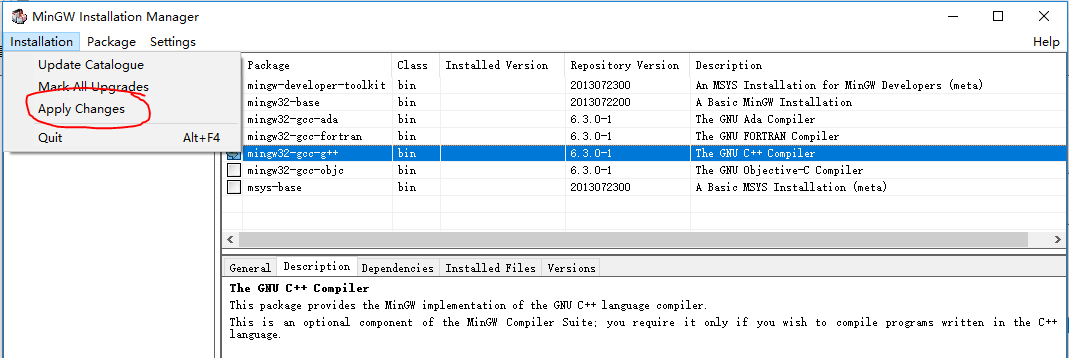 MinGW Installation Manager
Installation Package Settings Help
Update Catalogue
Mark All Upgrades
Apply Changes
Quit Alt+F4
Package Class Installed Version Repository Version Description
mingw-developer-toolkit bin 2013072300 An MSYS Installation for MinGW Developers (meta)
mingw32-base bin 2013072200 A Basic MinGW Installation
mingw32-gcc-ada bin 6.3.0-1 The GNU Ada Compiler
mingw32-gcc-fortran bin 6.3.0-1 The GNU FORTRAN Compiler
mingw32-gcc-g++ bin 6.3.0-1 The GNU C++ Compiler
mingw32-gcc-objc bin 6.3.0-1 The GNU Objective-C Compiler
msys-base bin 2013072300 A Basic MSYS Installation (meta)
General Description Dependencies Installed Files Versions
The GNU C++ Compiler
This package provides the MinGW implementation of the GNU C++ language compiler.
This is an optional component of the MinGW Compiler Suite; you require it only if you wish to compile programs written in the C++
language.